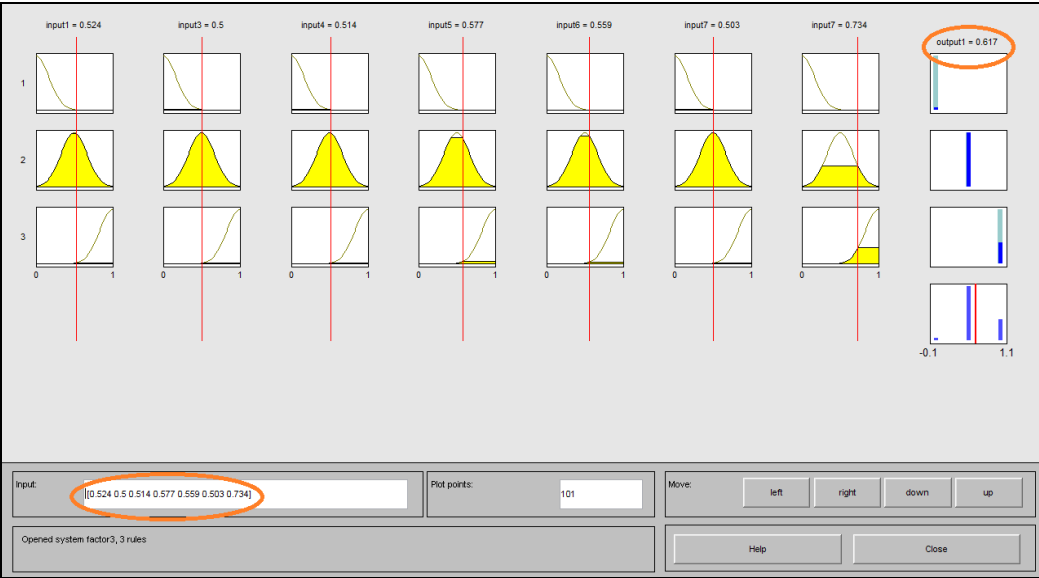 input1 = 0.524 input3 = 0.5 input4 = 0.514 input5 = 0.577 input6 = 0.559 input7 = 0.503 input7 = 0.734
output1 = 0.617
1
2
3
0 1 0 1 0 1 0 1 0 1 0 1 0 1
-0.1 1.1
Input: [[0.524 0.5 0.514 0.577 0.559 0.503 0.734] Plot points: 101 Move: left right down up
Opened system factor3, 3 rules Help Close